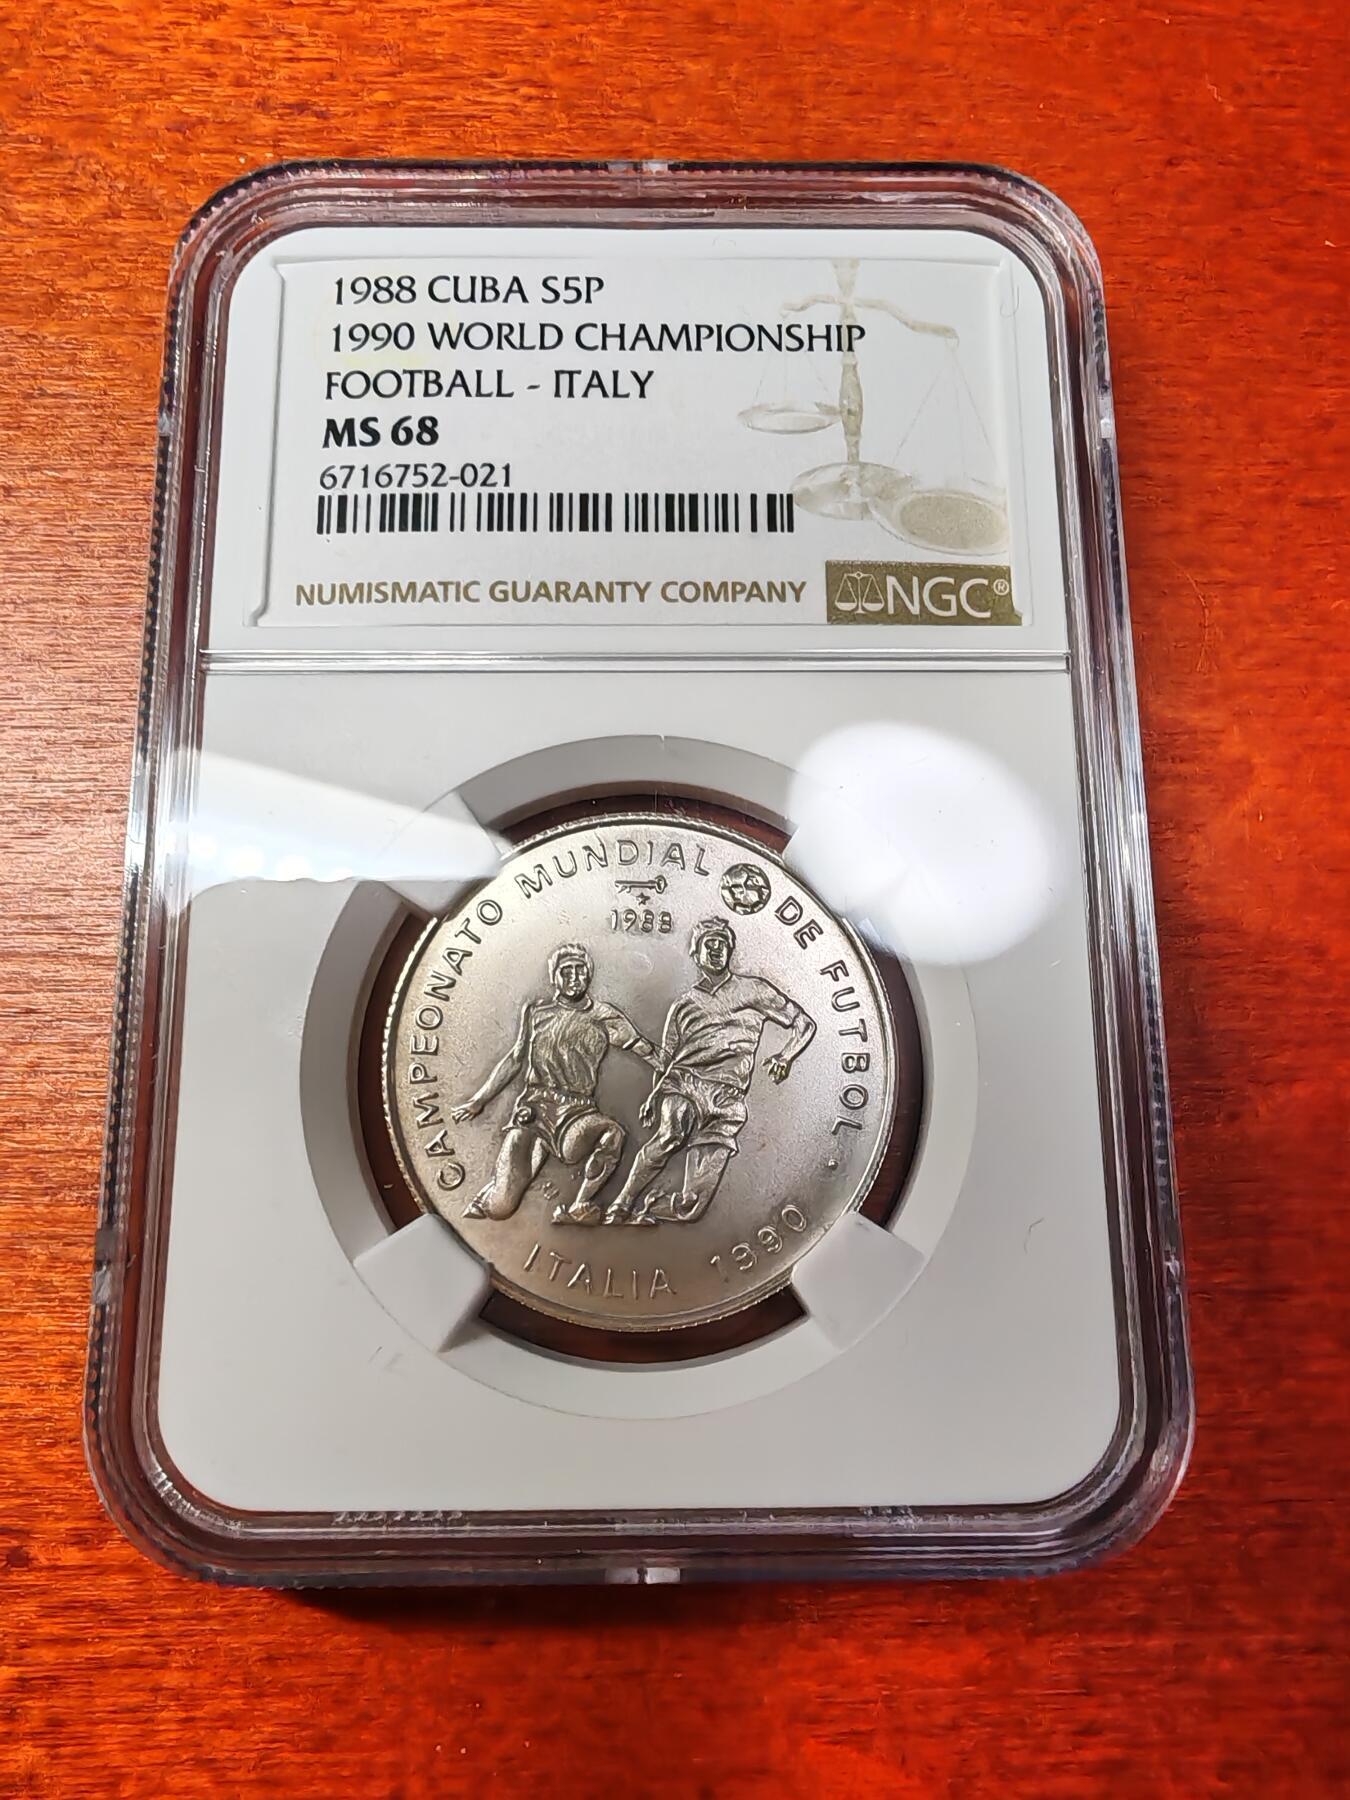 1988 CUBA S5P
1990 WORLD CHAMPIONSHIP
FOOTBALL - ITALY
MS 68
6716752-021
NUMISMATIC GUARANTY COMPANY NGC®
CAMPEONATO MUNDIAL DE FUTBOL
1988
ITALIA 1990